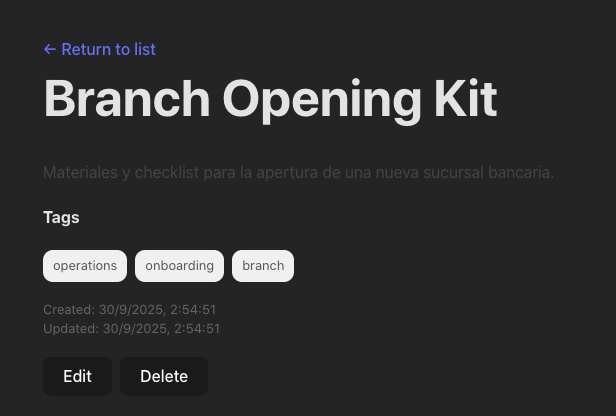 ← Return to list
Branch Opening Kit
Materiales y checklist para la apertura de una nueva sucursal bancaria.
Tags
operations onboarding branch
Created: 30/9/2025, 2:54:51
Updated: 30/9/2025, 2:54:51
Edit Delete